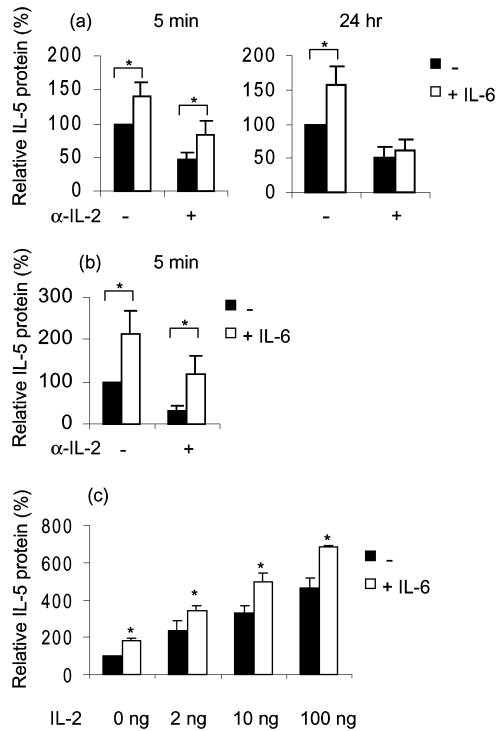 (a) 5 min 24 hr
Relative IL-5 protein (%)
200
150
100
50
0
*
*
α-IL-2 - +
200
150
100
50
0
*
- +
-
+ IL-6
(b) 5 min
Relative IL-5 protein (%)
300
200
100
0
*
*
-
+ IL-6
α-IL-2 - +
(c)
Relative IL-5 protein (%)
800
600
400
200
0
*
*
*
*
-
+ IL-6
IL-2 0 ng 2 ng 10 ng 100 ng